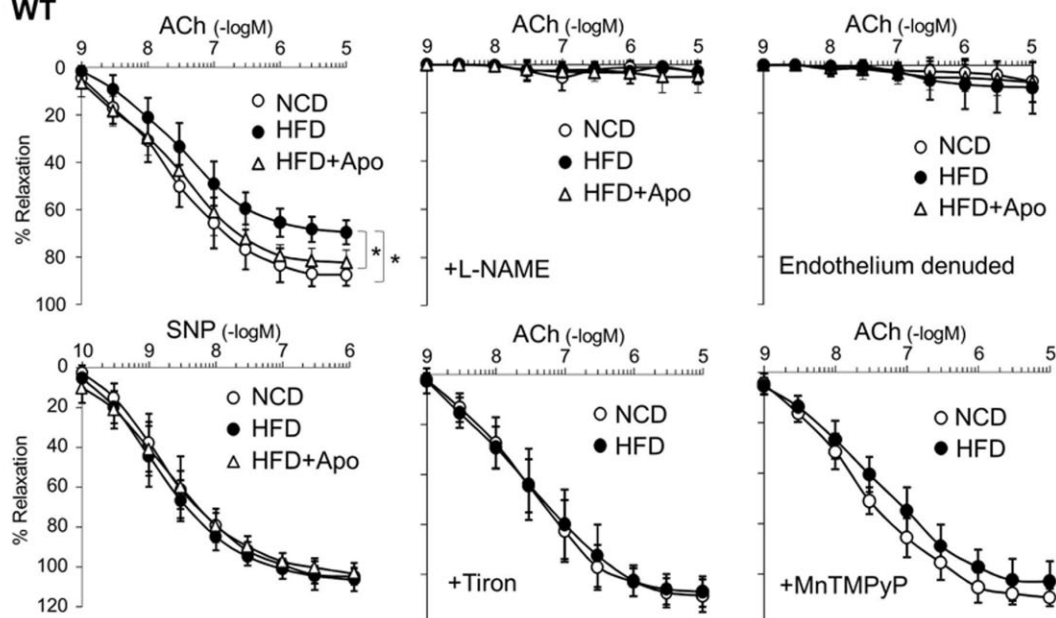 WT
ACh (-logM)
9 8 7 6 5
0
20
40
60
80
100
% Relaxation
NCD
HFD
HFD+Apo
*
*
ACh (-logM)
9 8 7 6 5
NCD
HFD
HFD+Apo
+L-NAME
ACh (-logM)
9 8 7 6 5
NCD
HFD
HFD+Apo
Endothelium denuded
SNP (-logM)
10 9 8 7 6
0
20
40
60
80
100
120
% Relaxation
NCD
HFD
HFD+Apo
ACh (-logM)
9 8 7 6 5
NCD
HFD
+Tiron
ACh (-logM)
9 8 7 6 5
NCD
HFD
+MnTMPyP